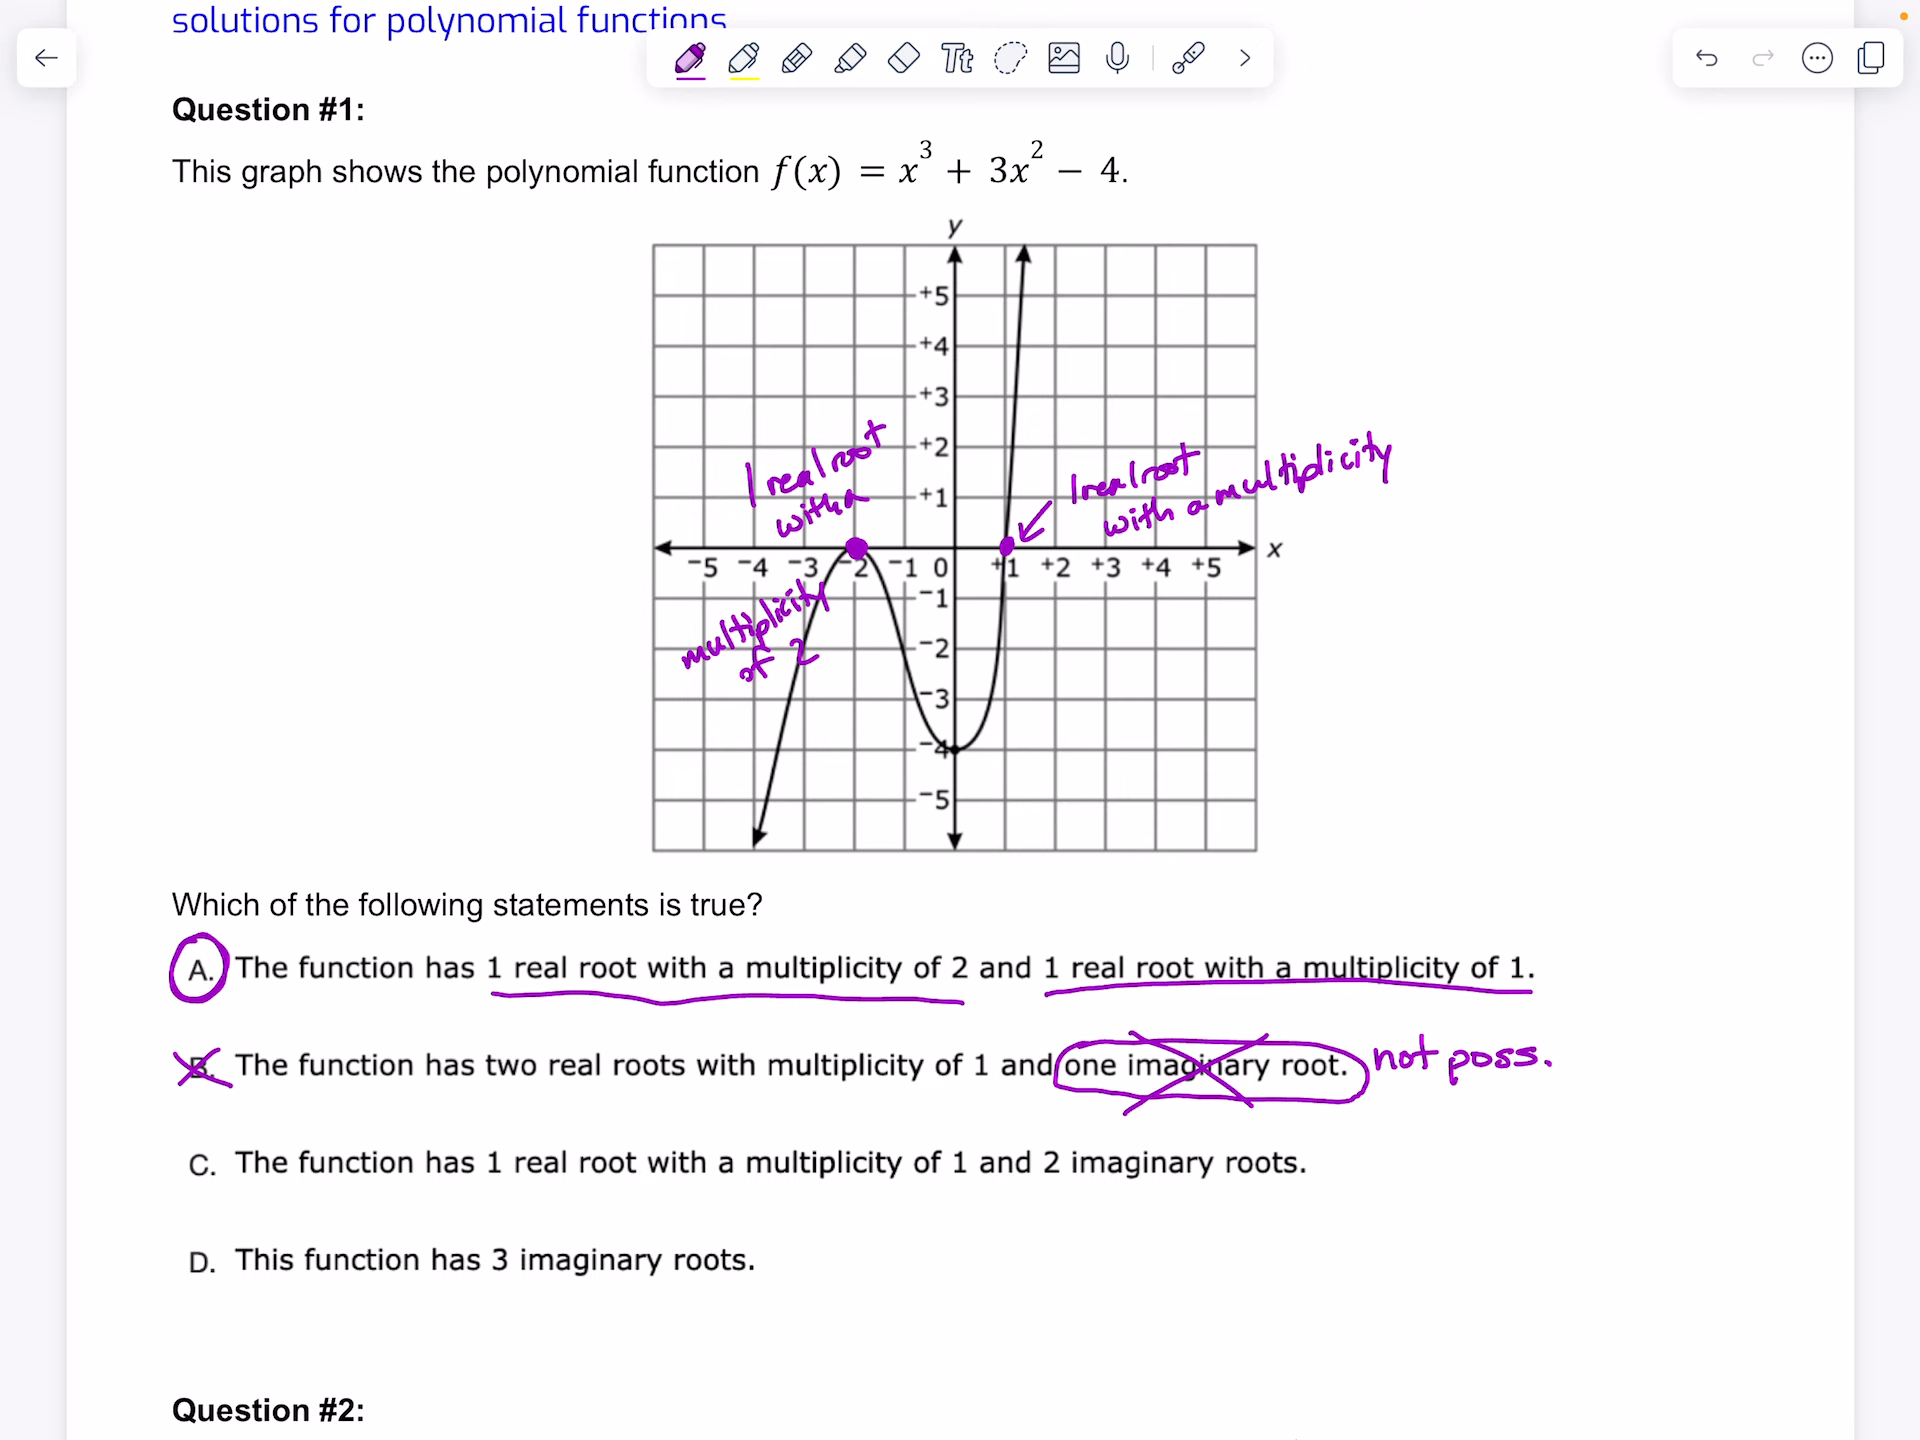 solutions for polynomial functions
Tt
Question #1:
This graph shows the polynomial function f(x) = x³ + 3x² − 4.
y
+5
+4
+3
+2
+1
1 real root
with a
1 real root
with a multiplicity
−5 −4 −3 −2 −1 0 +1 +2 +3 +4 +5 x
multiplicity
of 2
−1
−2
−3
−4
−5
Which of the following statements is true?
A. The function has 1 real root with a multiplicity of 2 and 1 real root with a multiplicity of 1.
B. The function has two real roots with multiplicity of 1 and one imaginary root. not poss.
C. The function has 1 real root with a multiplicity of 1 and 2 imaginary roots.
D. This function has 3 imaginary roots.
Question #2: